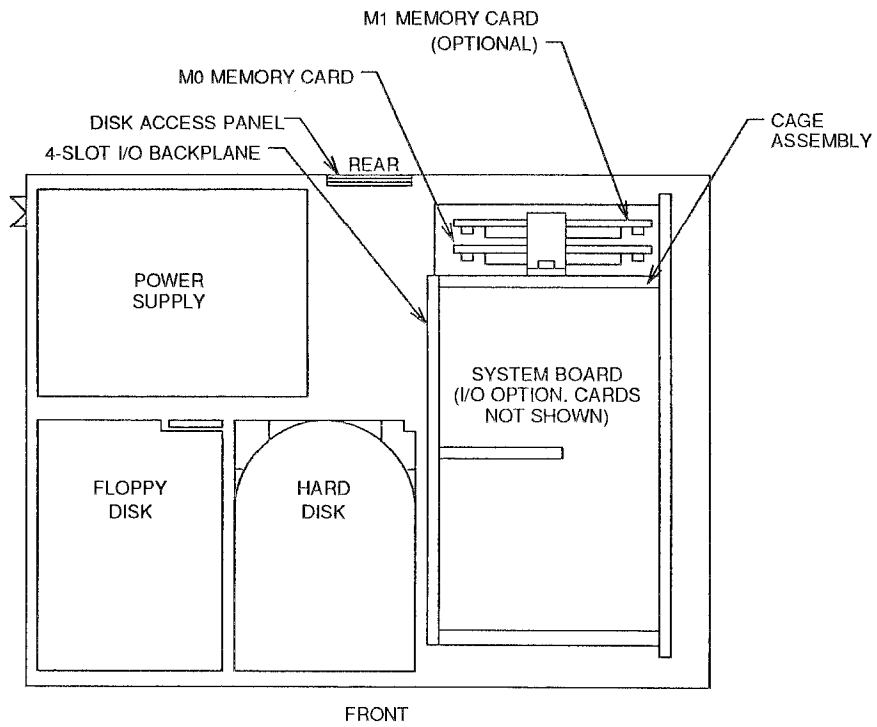 M1 MEMORY CARD
(OPTIONAL)
M0 MEMORY CARD
DISK ACCESS PANEL
4-SLOT I/O BACKPLANE
CAGE
ASSEMBLY
REAR
POWER
SUPPLY
SYSTEM BOARD
(I/O OPTION. CARDS
NOT SHOWN)
FLOPPY
DISK
HARD
DISK
FRONT